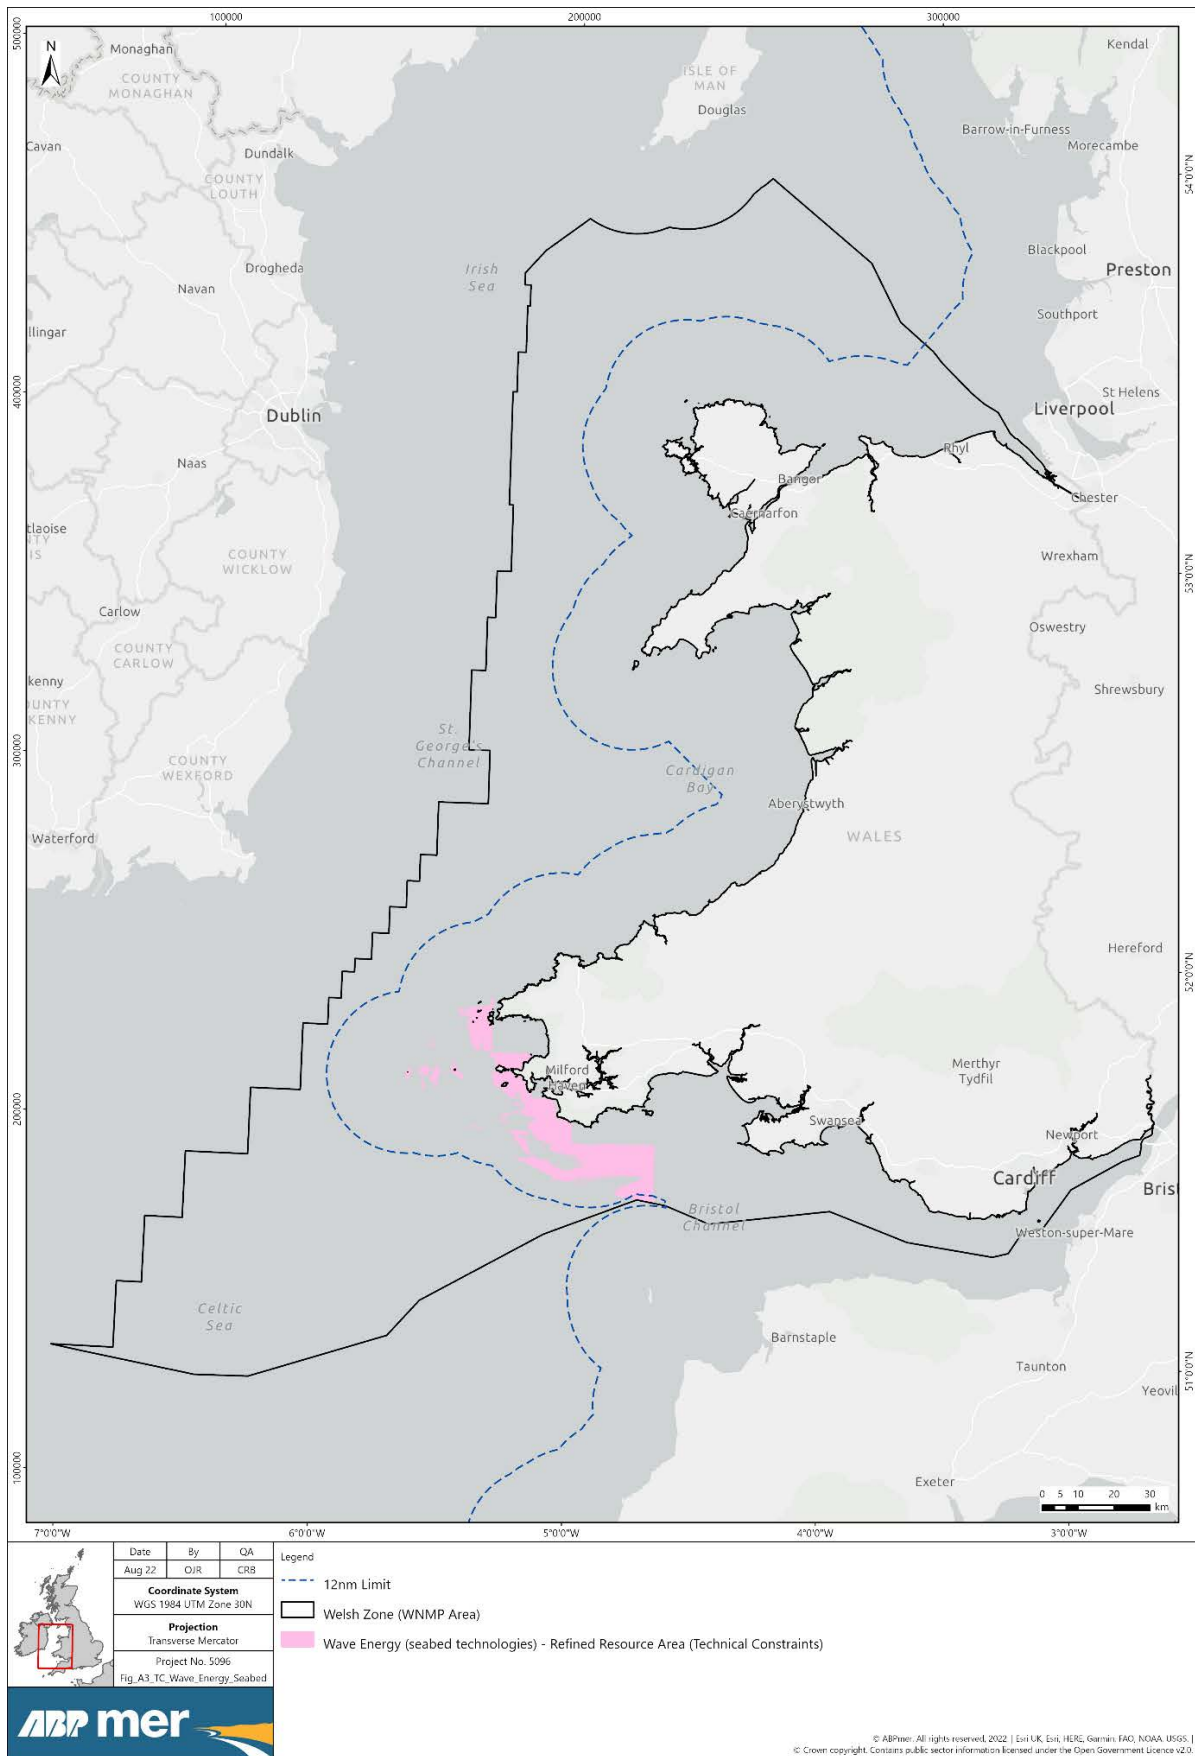 100000
200000
300000
500000
N
Monaghan
COUNTY
MONAGHAN
ISLE OF
MAN
Douglas
Kendal
Barrow-in-Furness
Morecambe
Cavan
Dundalk
COUNTY
LOUTH
54°0'0"N
Blackpool
Preston
Drogheda
Irish
Sea
Navan
Southport
llingar
400000
St Helens
Liverpool
Dublin
Rhyl
Naas
Bangor
Chester
Caernarfon
tlaoise
NTY
IS
COUNTY
WICKLOW
Wrexham
53°0'0"N
Carlow
Oswestry
COUNTY
CARLOW
kenny
UNTY
KENNY
Shrewsbury
300000
St.
George's
Channel
COUNTY
WEXFORD
Cardigan
Bay
Aberystwyth
Waterford
WALES
Hereford
52°0'0"N
Milford
Haven
Merthyr
Tydfil
200000
Swansea
Newport
Cardiff
Brist
Bristol
Channel
Weston-super-Mare
Celtic
Sea
Barnstaple
Taunton
51°0'0"N
Yeovil
100000
Exeter
0 5 10 20 30
km
7°0'0"W
6°0'0"W
5°0'0"W
4°0'0"W
3°0'0"W
Date By QA
Aug 22 OJR CRB
Coordinate System
WGS 1984 UTM Zone 30N
Projection
Transverse Mercator
Project No. 5096
Fig_A3_TC_Wave_Energy_Seabed
Legend
12nm Limit
Welsh Zone (WNMP Area)
Wave Energy (seabed technologies) - Refined Resource Area (Technical Constraints)
ABPmer
© ABPmer. All rights reserved, 2022 | Esri UK, Esri, HERE, Garmin, FAO, NOAA, USGS, |
© Crown copyright. Contains public sector information licensed under the Open Government Licence v2.0.